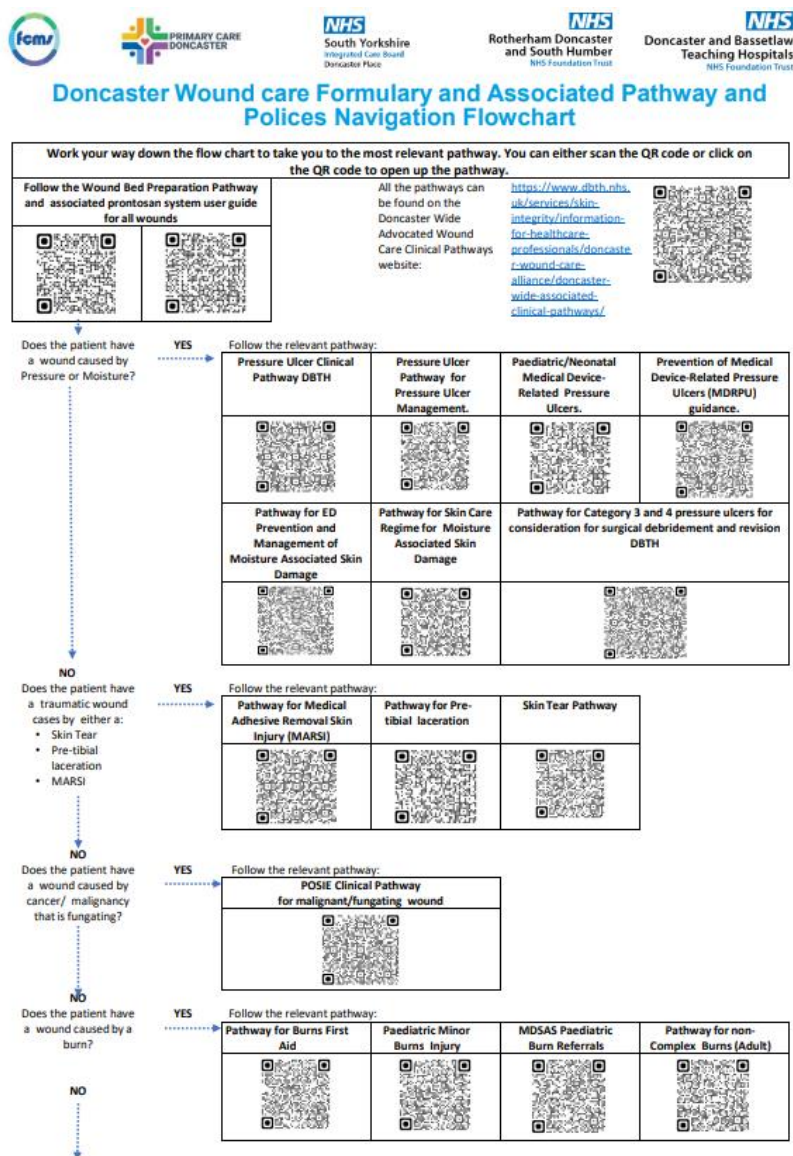 fcms
PRIMARY CARE
DONCASTER
NHS
South Yorkshire
Integrated Care Board
Doncaster Place
NHS
Rotherham Doncaster
and South Humber
NHS Foundation Trust
NHS
Doncaster and Bassetlaw
Teaching Hospitals
NHS Foundation Trust
Doncaster Wound care Formulary and Associated Pathway and
Polices Navigation Flowchart
Work your way down the flow chart to take you to the most relevant pathway. You can either scan the QR code or click on
the QR code to open up the pathway.
Follow the Wound Bed Preparation Pathway
and associated prontosan system user guide
for all wounds
All the pathways can
be found on the
Doncaster Wide
Advocated Wound
Care Clinical Pathways
website:
https://www.dbth.nhs.
uk/services/skin-
integrity/information-
for-healthcare-
professionals/doncaste
r-wound-care-
alliance/doncaster-
wide-associated-
clinical-pathways/
Does the patient have
a wound caused by
Pressure or Moisture?
YES
Follow the relevant pathway:
Pressure Ulcer Clinical
Pathway DBTH
Pressure Ulcer
Pathway for
Pressure Ulcer
Management.
Paediatric/Neonatal
Medical Device-
Related Pressure
Ulcers.
Prevention of Medical
Device-Related Pressure
Ulcers (MDRPU)
guidance.
Pathway for ED
Prevention and
Management of
Moisture Associated Skin
Damage
Pathway for Skin Care
Regime for Moisture
Associated Skin
Damage
Pathway for Category 3 and 4 pressure ulcers for
consideration for surgical debridement and revision
DBTH
NO
Does the patient have
a traumatic wound
cases by either a:
• Skin Tear
• Pre-tibial
laceration
• MARSI
YES
Follow the relevant pathway:
Pathway for Medical
Adhesive Removal Skin
Injury (MARSI)
Pathway for Pre-
tibial laceration
Skin Tear Pathway
NO
Does the patient have
a wound caused by
cancer/ malignancy
that is fungating?
YES
Follow the relevant pathway:
POSIE Clinical Pathway
for malignant/fungating wound
NO
Does the patient have
a wound caused by a
burn?
YES
Follow the relevant pathway:
Pathway for Burns First
Aid
Paediatric Minor
Burns Injury
MDSAS Paediatric
Burn Referrals
Pathway for non-
Complex Burns (Adult)
NO